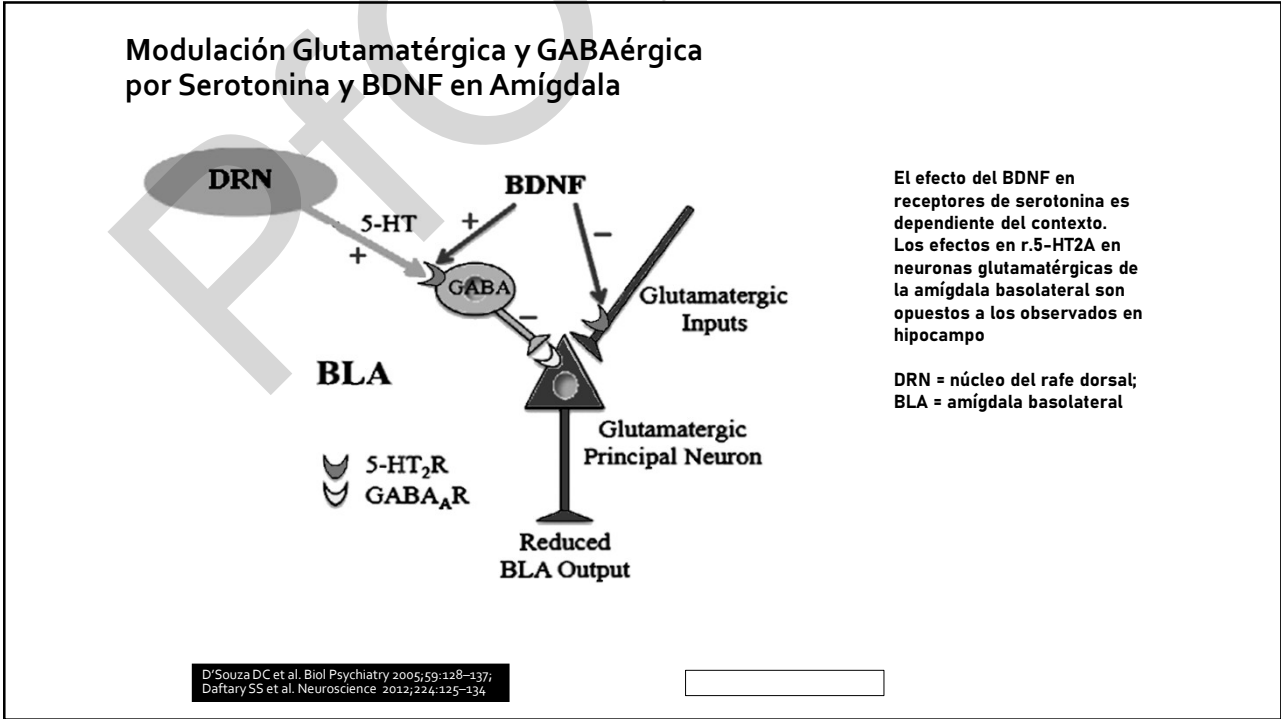 Modulación Glutamatérgica y GABAérgica
por Serotonina y BDNF en Amígdala
DRN
BDNF
5-HT
+
+
−
GABA
−
Glutamatergic
Inputs
BLA
Glutamatergic
Principal Neuron
5-HT₂R
GABA_AR
Reduced
BLA Output
El efecto del BDNF en
receptores de serotonina es
dependiente del contexto.
Los efectos en r.5-HT2A en
neuronas glutamatérgicas de
la amígdala basolateral son
opuestos a los observados en
hipocampo
DRN = núcleo del rafe dorsal;
BLA = amígdala basolateral
D'Souza DC et al. Biol Psychiatry 2005;59:128–137;
Daftary SS et al. Neuroscience 2012;224:125–134